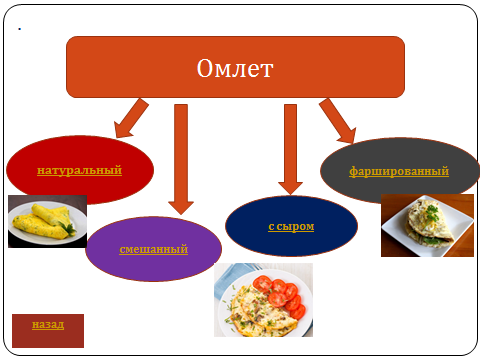 .
Омлет
натуральный
фаршированный
с сыром
смешанный
назад